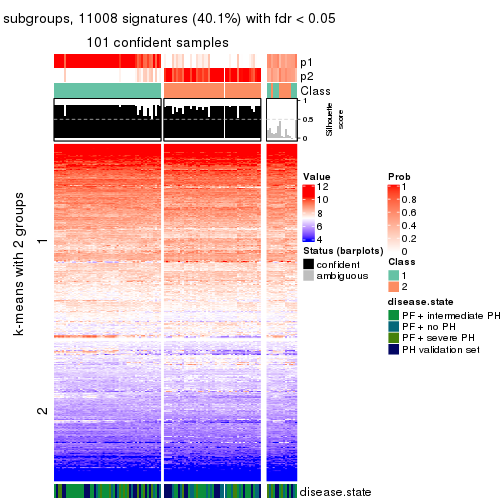 subgroups, 11008 signatures (40.1%) with fdr < 0.05
101 confident samples
p1
p2
Class
1
0.5
0
Silhouette
score
k-means with 2 groups
1
2
disease.state
Value
12
10
8
6
4
Status (barplots)
confident
ambiguous
Prob
1
0.8
0.6
0.4
0.2
0
Class
1
2
disease.state
PF + intermediate PH
PF + no PH
PF + severe PH
PH validation set